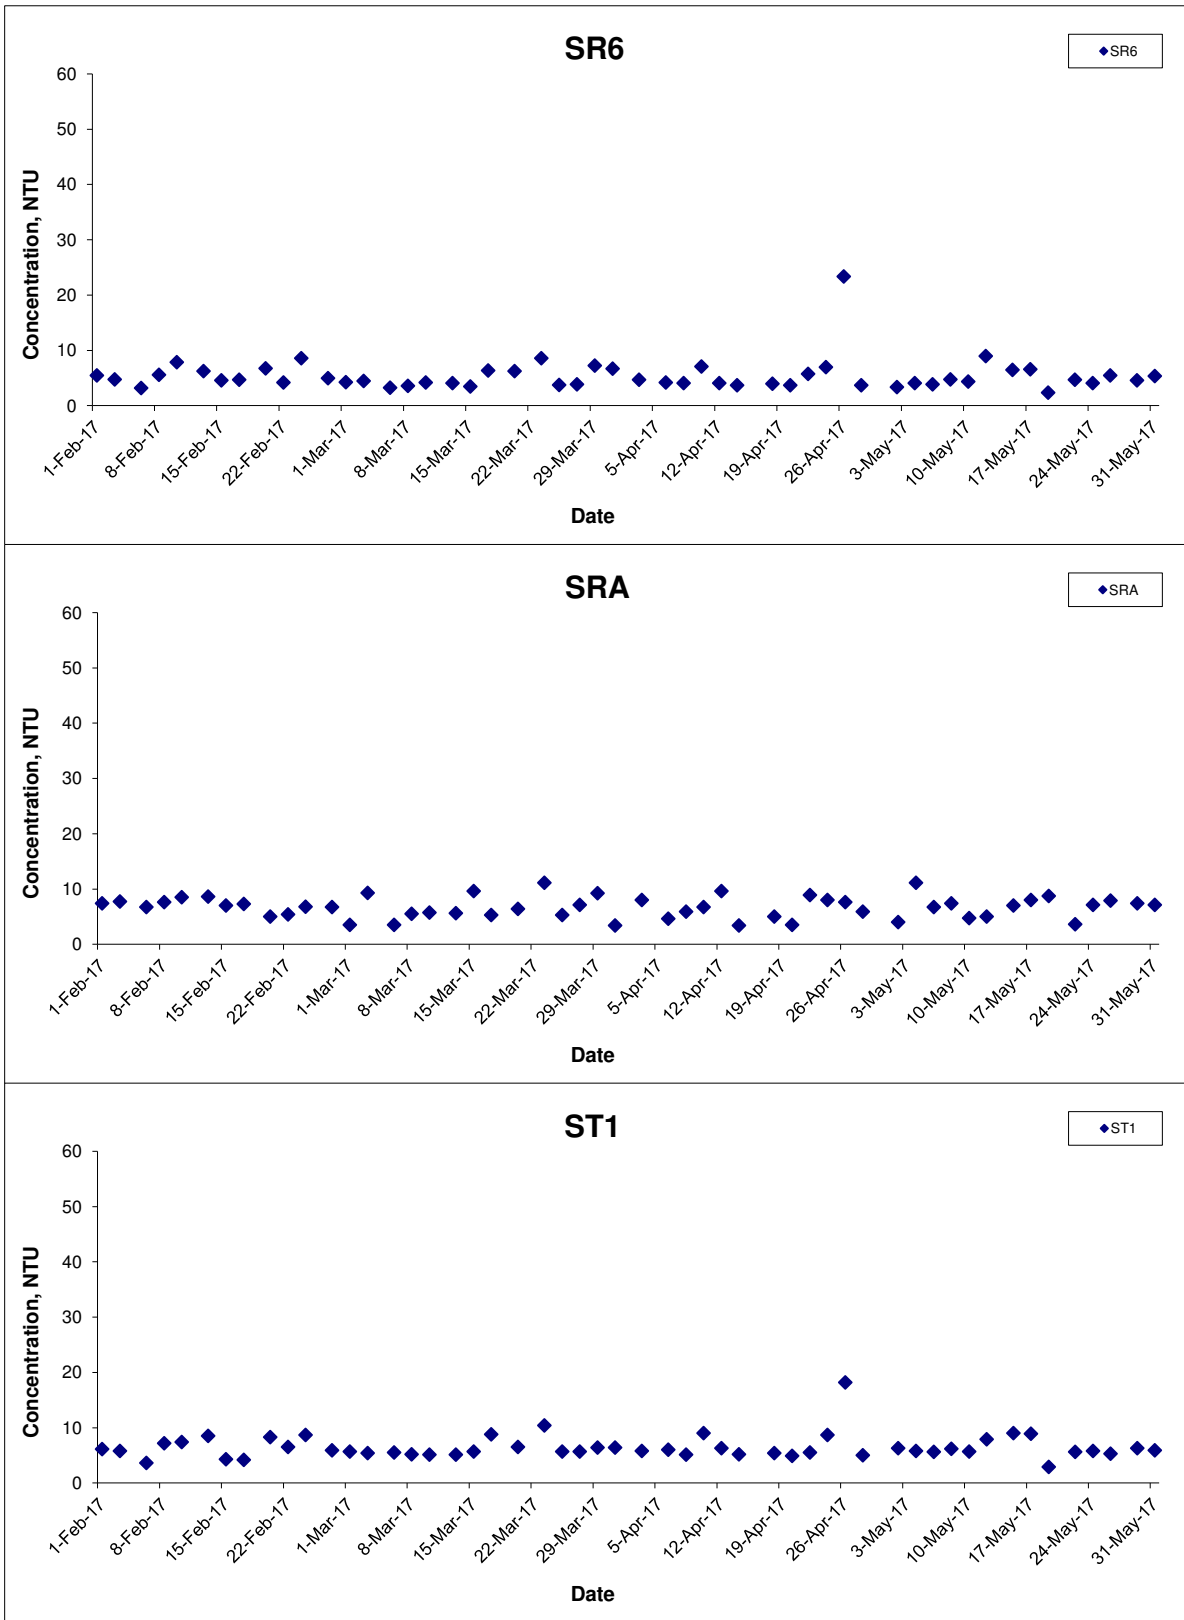 SR6
SR6
60
50
40
30
20
10
0
Concentration, NTU
1-Feb-17
8-Feb-17
15-Feb-17
22-Feb-17
1-Mar-17
8-Mar-17
15-Mar-17
22-Mar-17
29-Mar-17
5-Apr-17
12-Apr-17
19-Apr-17
26-Apr-17
3-May-17
10-May-17
17-May-17
24-May-17
31-May-17
Date
SRA
SRA
60
50
40
30
20
10
0
Concentration, NTU
1-Feb-17
8-Feb-17
15-Feb-17
22-Feb-17
1-Mar-17
8-Mar-17
15-Mar-17
22-Mar-17
29-Mar-17
5-Apr-17
12-Apr-17
19-Apr-17
26-Apr-17
3-May-17
10-May-17
17-May-17
24-May-17
31-May-17
Date
ST1
ST1
60
50
40
30
20
10
0
Concentration, NTU
1-Feb-17
8-Feb-17
15-Feb-17
22-Feb-17
1-Mar-17
8-Mar-17
15-Mar-17
22-Mar-17
29-Mar-17
5-Apr-17
12-Apr-17
19-Apr-17
26-Apr-17
3-May-17
10-May-17
17-May-17
24-May-17
31-May-17
Date